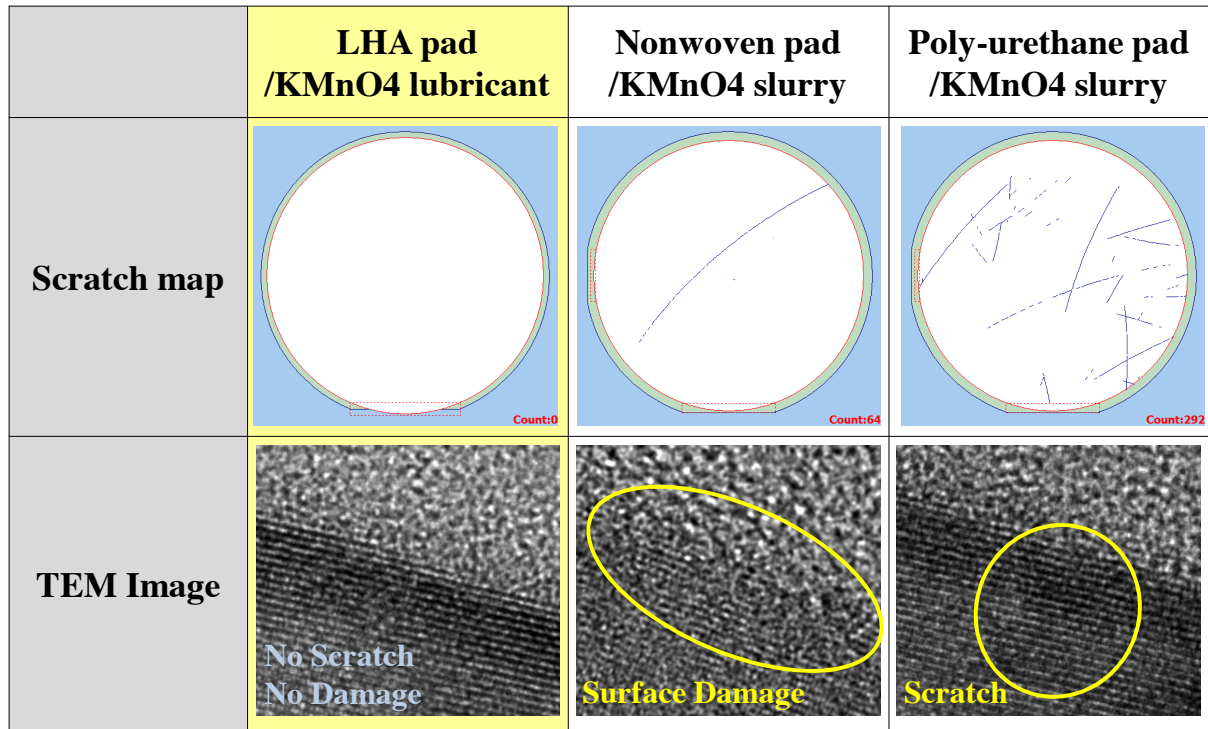 LHA pad
/KMnO4 lubricant
Nonwoven pad
/KMnO4 slurry
Poly-urethane pad
/KMnO4 slurry
Scratch map
Count:0
Count:64
Count:292
TEM Image
No Scratch
No Damage
Surface Damage
Scratch